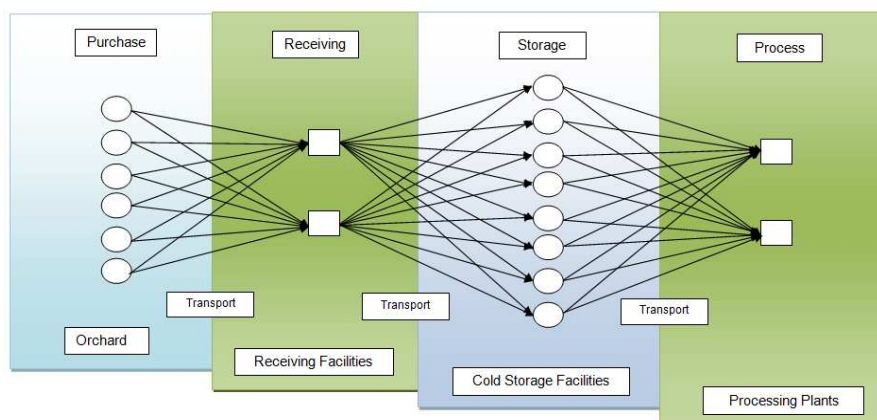 Purchase
Receiving
Storage
Process
Transport
Transport
Transport
Orchard
Receiving Facilities
Cold Storage Facilities
Processing Plants